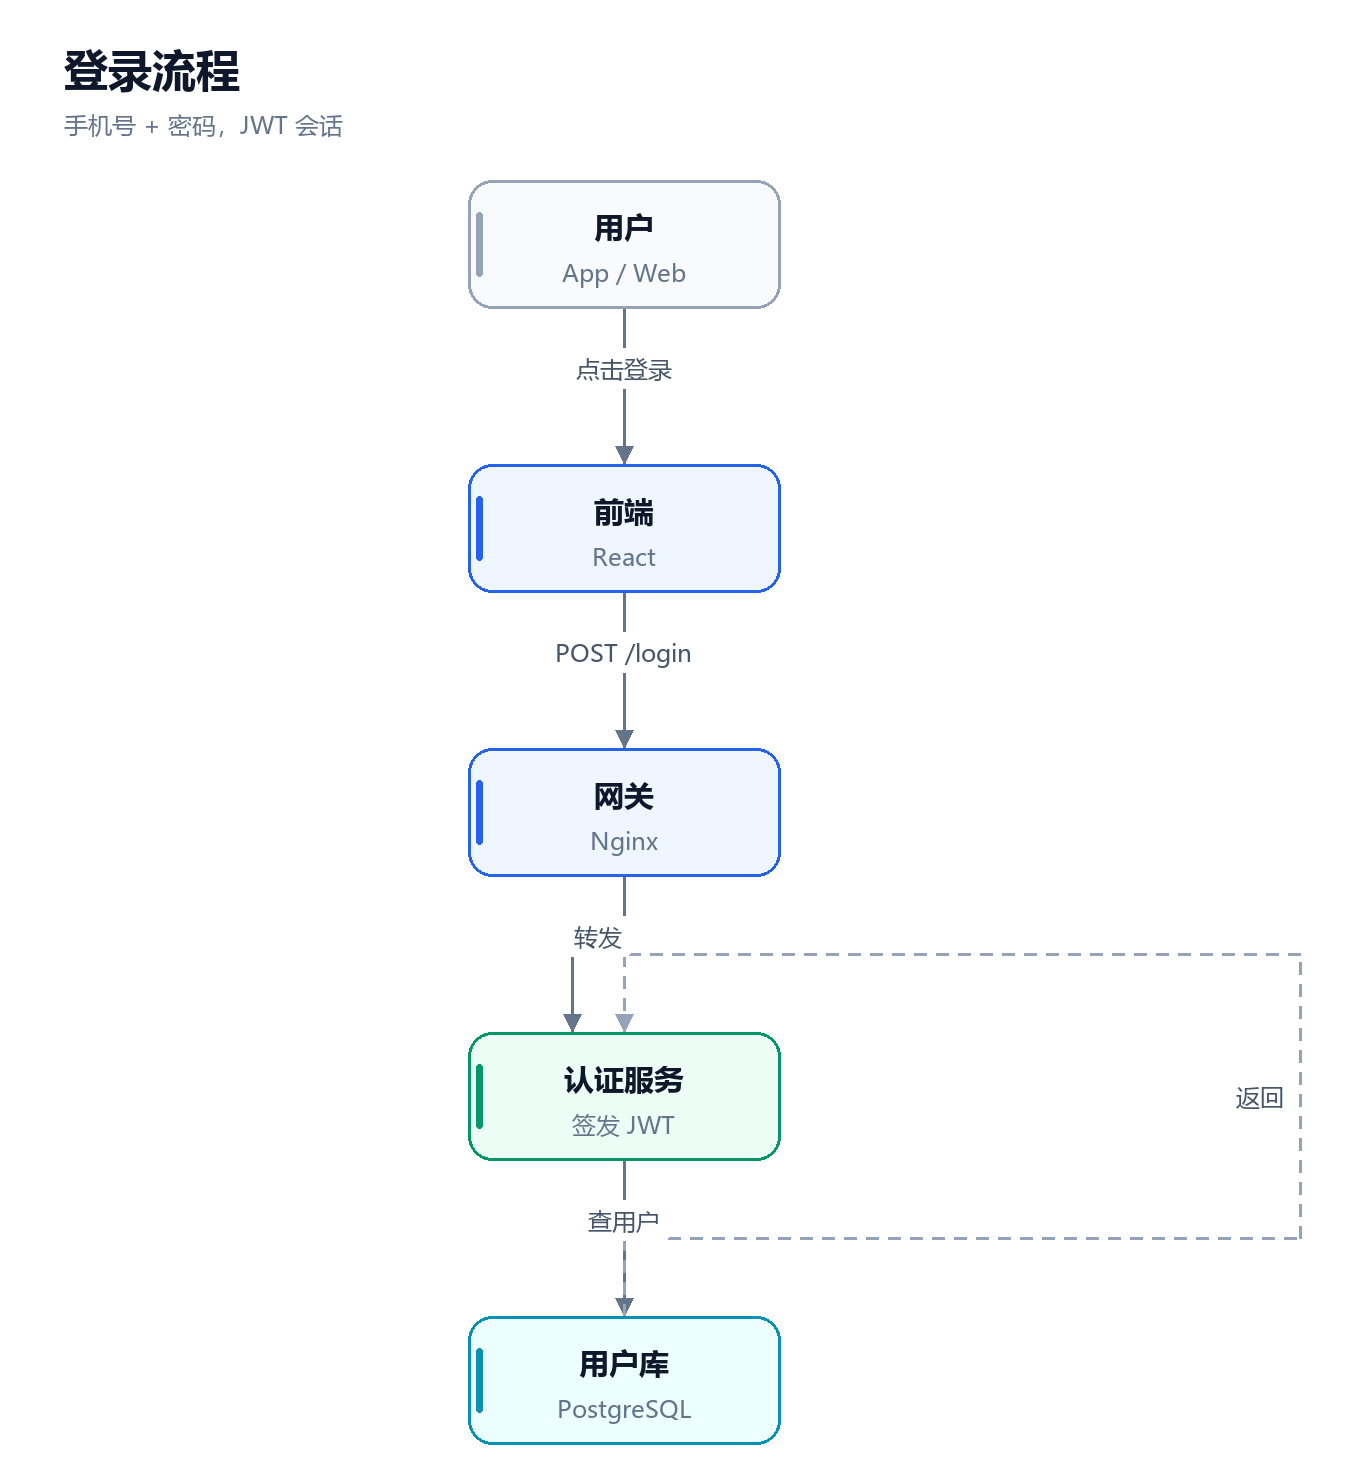 登录流程
手机号 + 密码，JWT 会话
用户
App / Web
点击登录
前端
React
POST /login
网关
Nginx
转发
认证服务
签发 JWT
返回
查用户
用户库
PostgreSQL